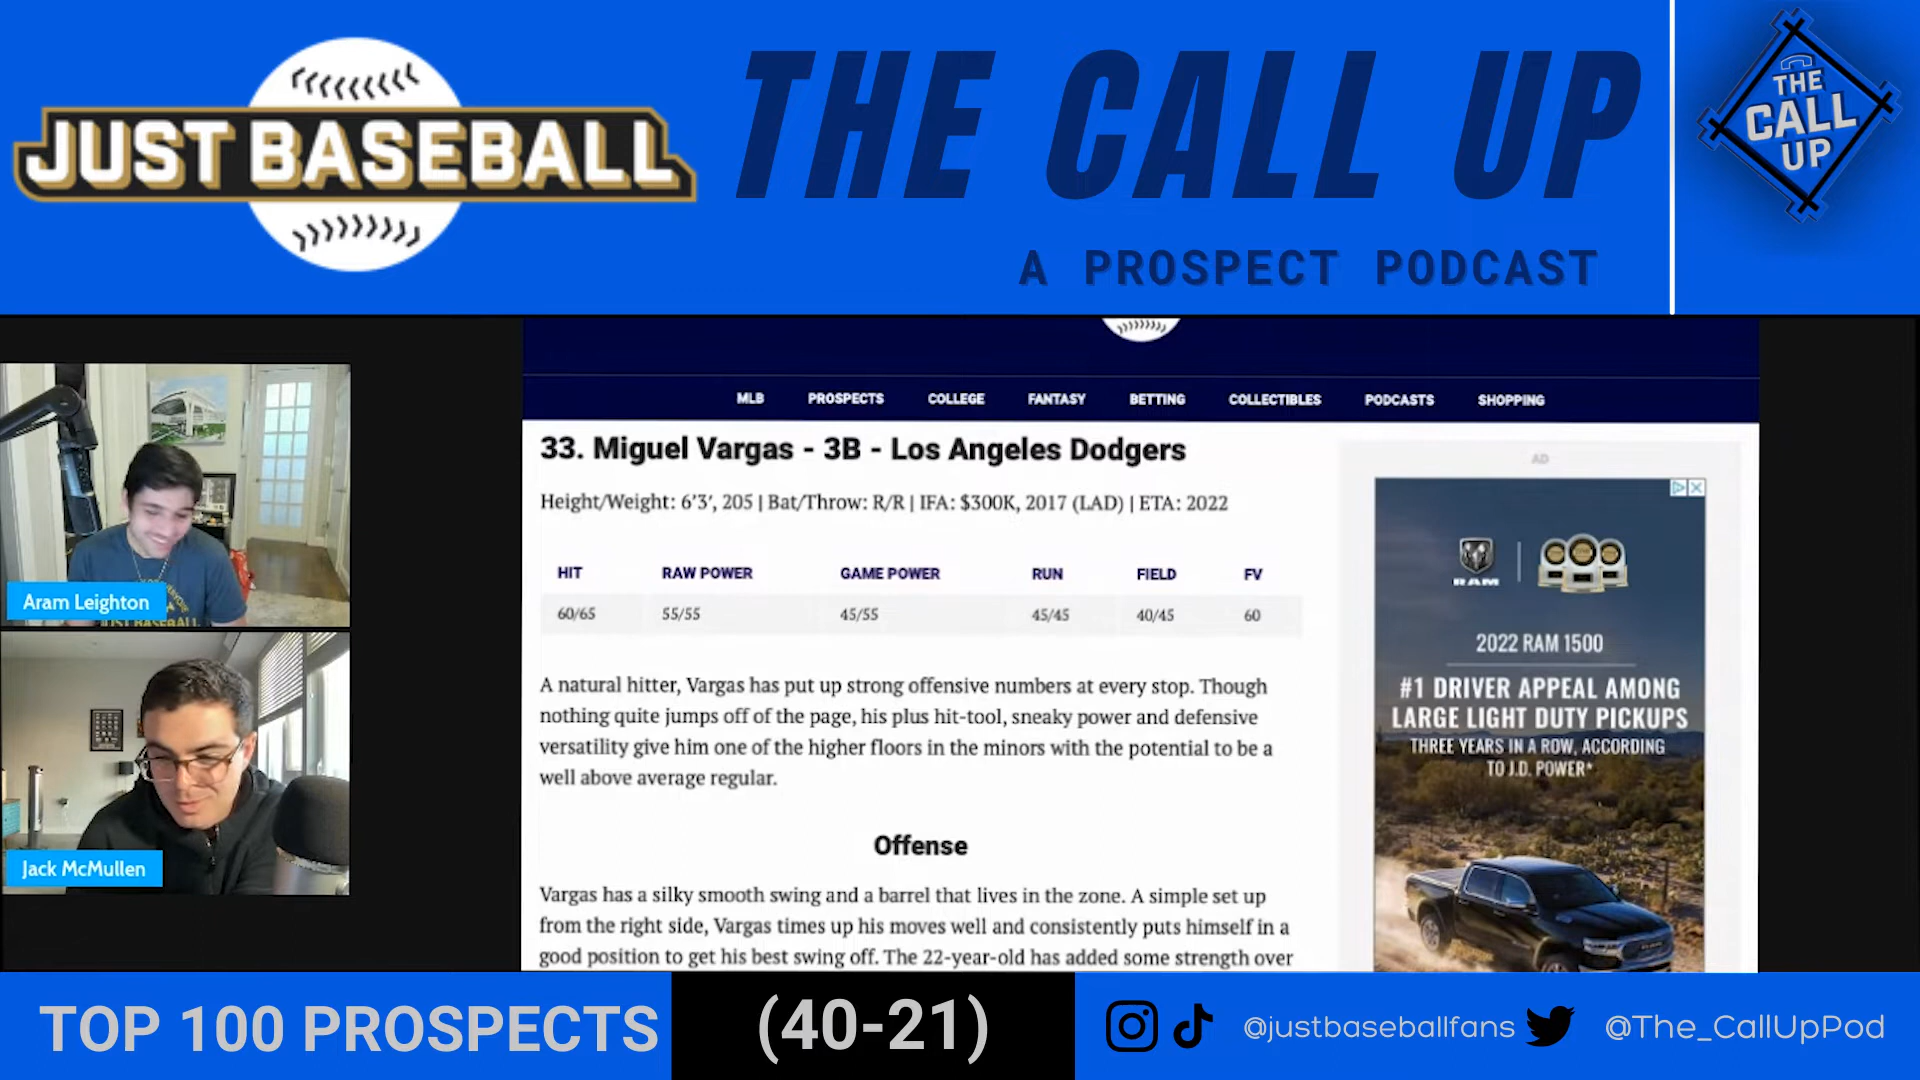 JUST BASEBALL
THE CALL UP
A PROSPECT PODCAST
THE
CALL
UP
MLB PROSPECTS COLLEGE FANTASY BETTING COLLECTIBLES PODCASTS SHOPPING
33. Miguel Vargas - 3B - Los Angeles Dodgers
Height/Weight: 6'3', 205 | Bat/Throw: R/R | IFA: $300K, 2017 (LAD) | ETA: 2022
HIT RAW POWER GAME POWER RUN FIELD FV
60/65 55/55 45/55 45/45 40/45 60
A natural hitter, Vargas has put up strong offensive numbers at every stop. Though
nothing quite jumps off of the page, his plus hit-tool, sneaky power and defensive
versatility give him one of the higher floors in the minors with the potential to be a
well above average regular.
Offense
Vargas has a silky smooth swing and a barrel that lives in the zone. A simple set up
from the right side, Vargas times up his moves well and consistently puts himself in a
good position to get his best swing off. The 22-year-old has added some strength over
AD
RAM
2022 RAM 1500
#1 DRIVER APPEAL AMONG
LARGE LIGHT DUTY PICKUPS
THREE YEARS IN A ROW, ACCORDING
TO J.D. POWER*
Aram Leighton
JUST BASEBALL
Jack McMullen
TOP 100 PROSPECTS
(40-21)
@justbaseballfans
@The_CallUpPod